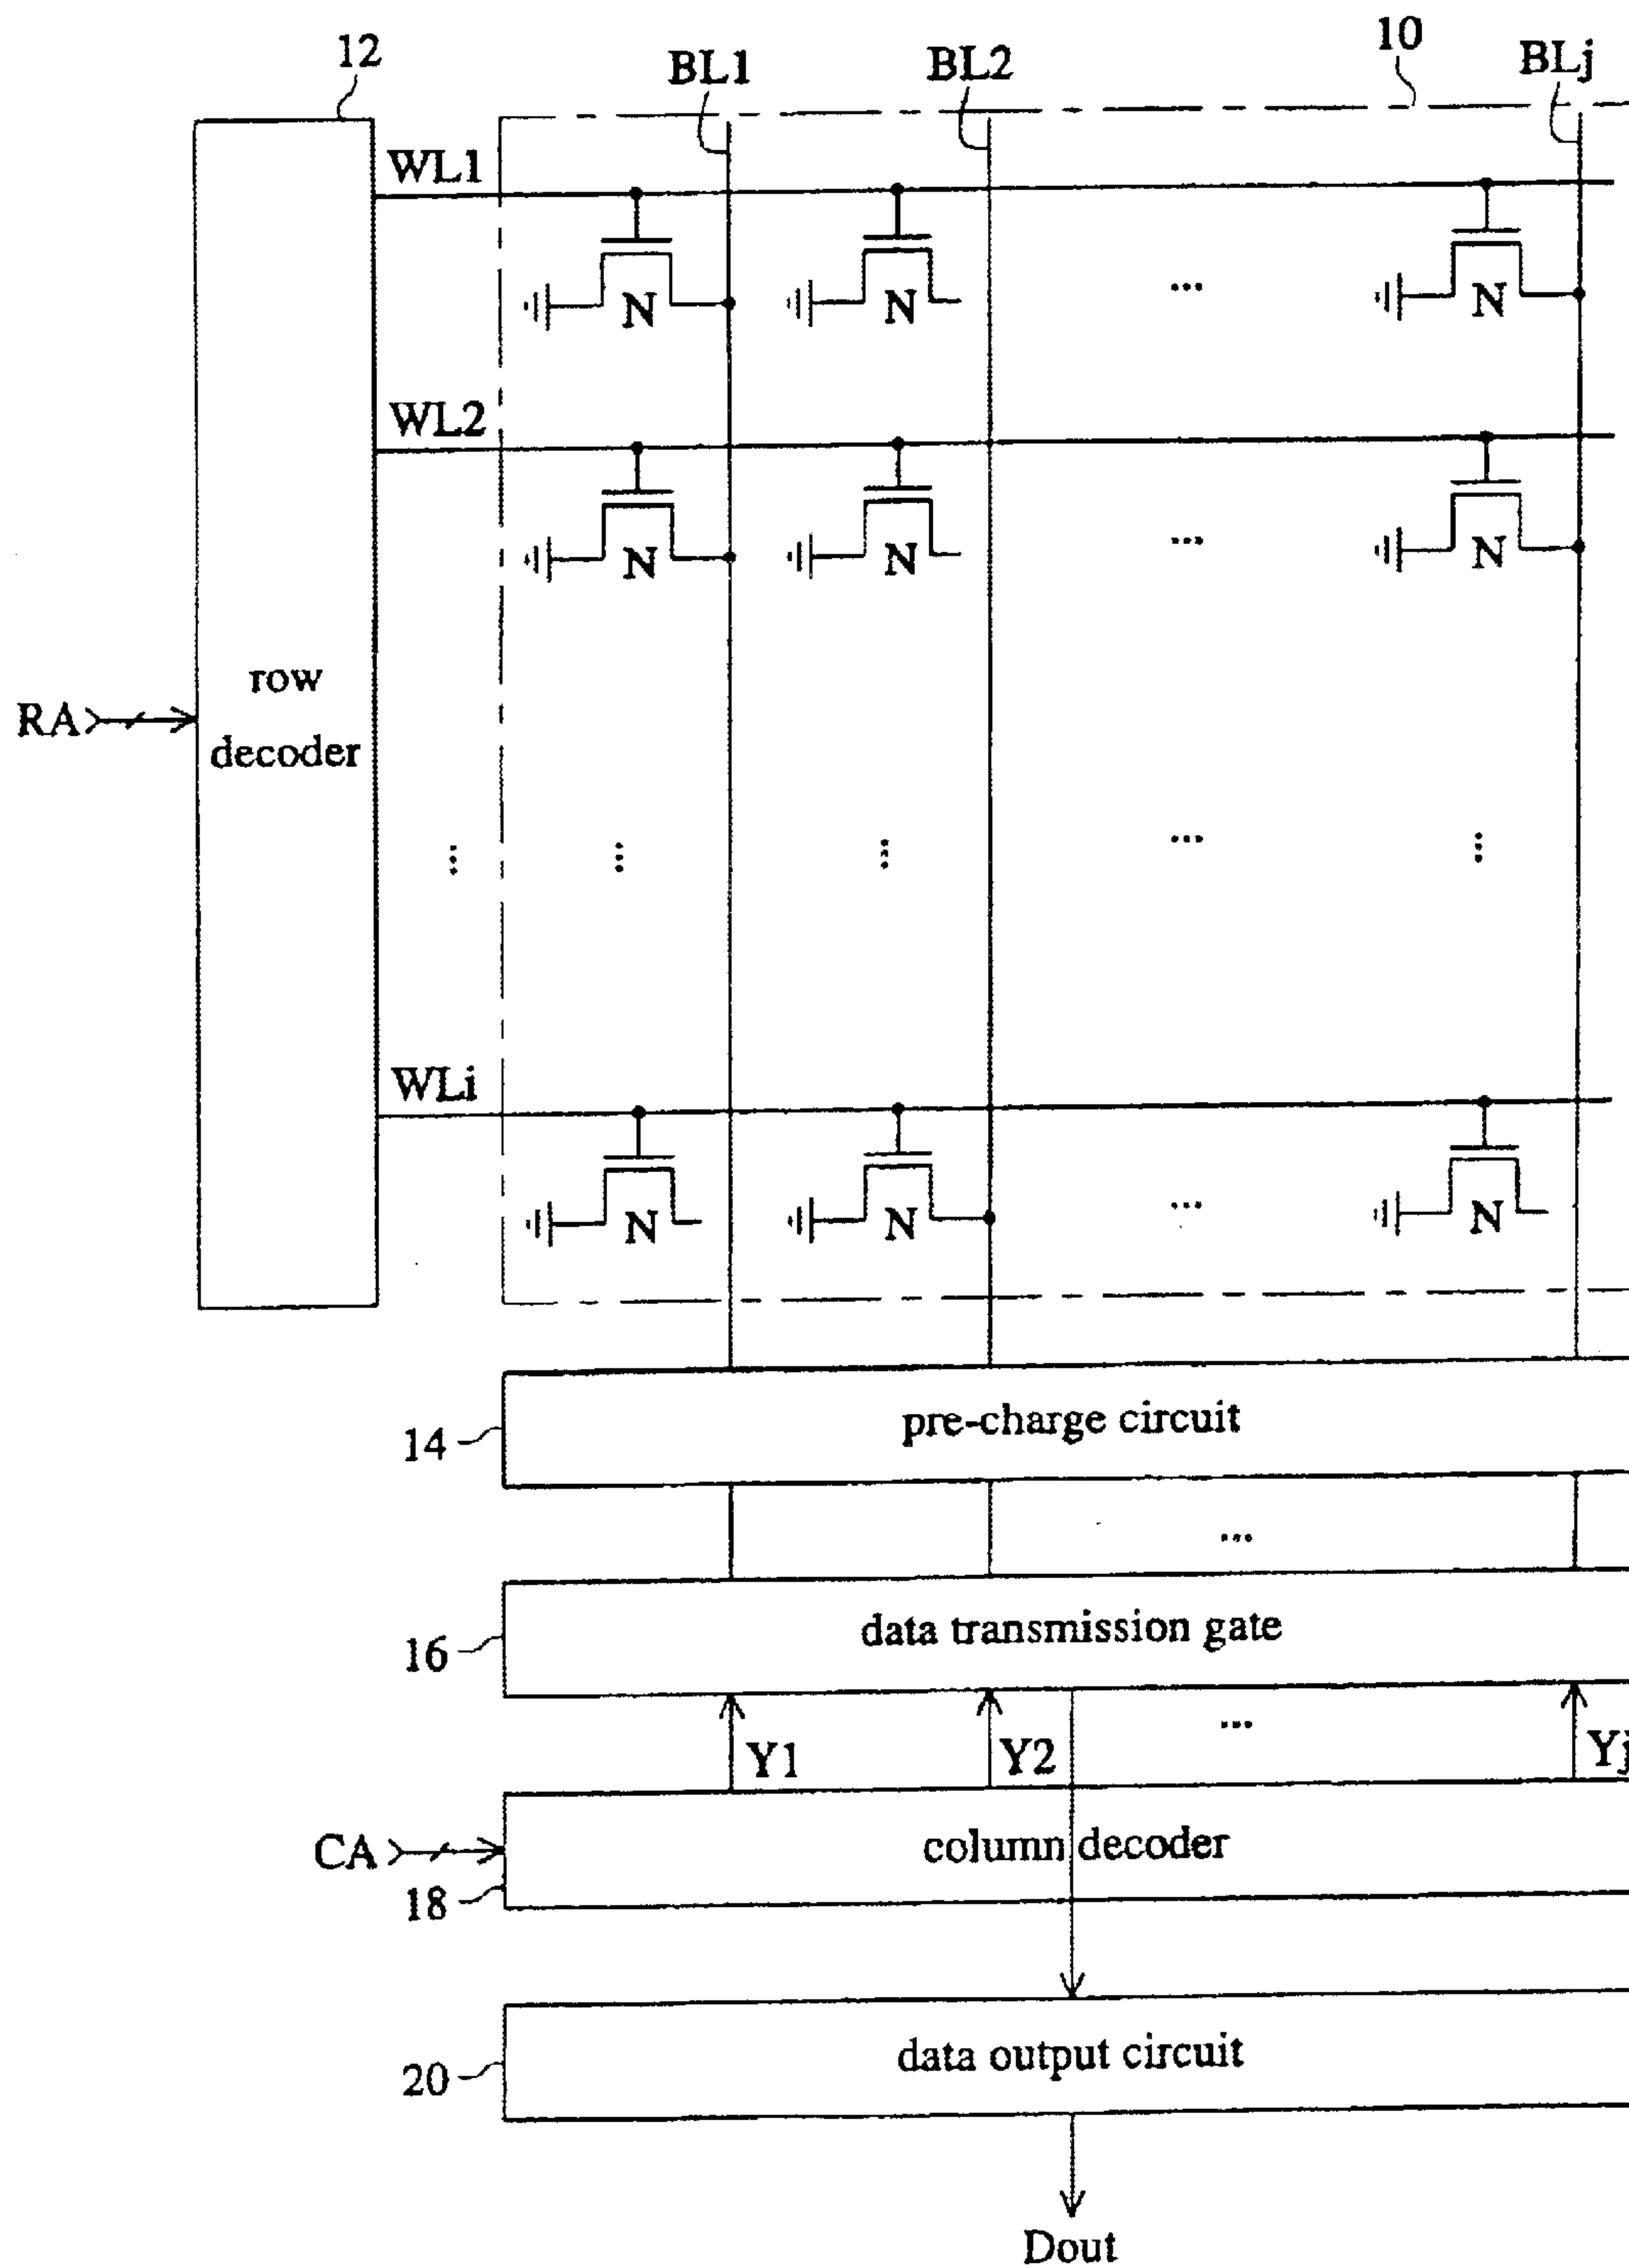 12
BL1
BL2
10
BLj
WL1
N
N
...
N
WL2
N
N
...
N
row
decoder
RA
...
...
...
...
...
WLi
N
N
...
N
14
pre-charge circuit
...
16
data transmission gate
Y1
Y2
...
Yj
CA
18
column decoder
20
data output circuit
Dout